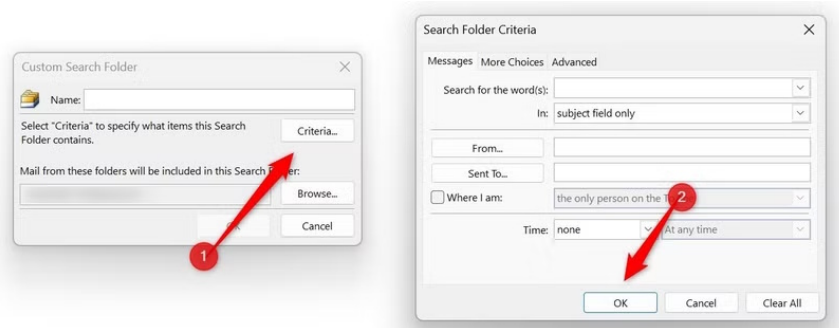 Custom Search Folder
Name:
Select "Criteria" to specify what items this Search
Folder contains.
Criteria...
Mail from these folders will be included in this Search
Browse...
Cancel
1
Search Folder Criteria
Messages More Choices Advanced
Search for the word(s):
In: subject field only
From...
Sent To...
Where I am: the only person on the
2
Time: none At any time
OK Cancel Clear All